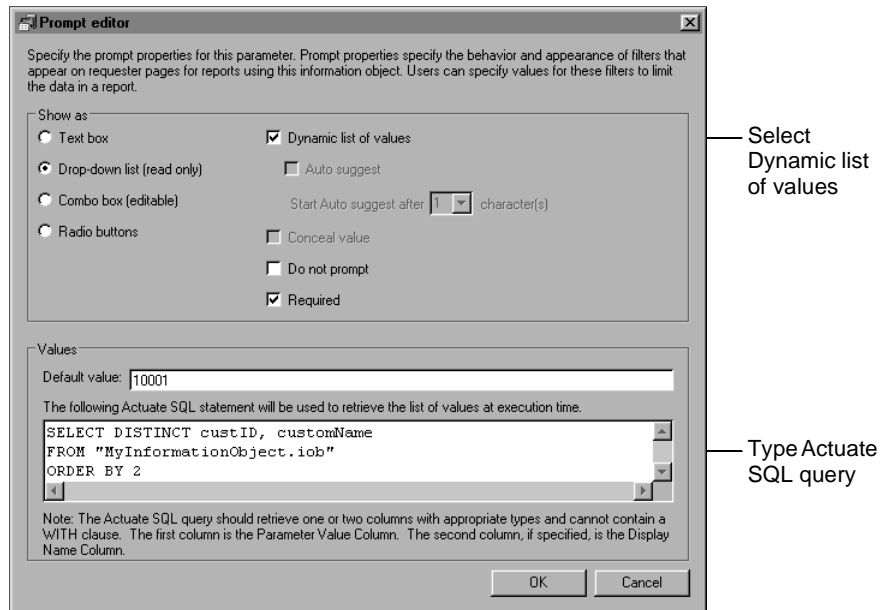 Prompt editor
Specify the prompt properties for this parameter. Prompt properties specify the behavior and appearance of filters that
appear on requester pages for reports using this information object. Users can specify values for these filters to limit
the data in a report.
Show as
Text box
Dynamic list of values
Drop-down list (read only)
Auto suggest
Combo box (editable)
Start Auto suggest after 1 character(s)
Radio buttons
Conceal value
Do not prompt
Required
Select
Dynamic list
of values
Values
Default value: 10001
The following Actuate SQL statement will be used to retrieve the list of values at execution time.
SELECT DISTINCT custID, customName
FROM "MyInformationObject.iob"
ORDER BY 2
Type Actuate
SQL query
Note: The Actuate SQL query should retrieve one or two columns with appropriate types and cannot contain a
WITH clause. The first column is the Parameter Value Column. The second column, if specified, is the Display
Name Column.
OK
Cancel